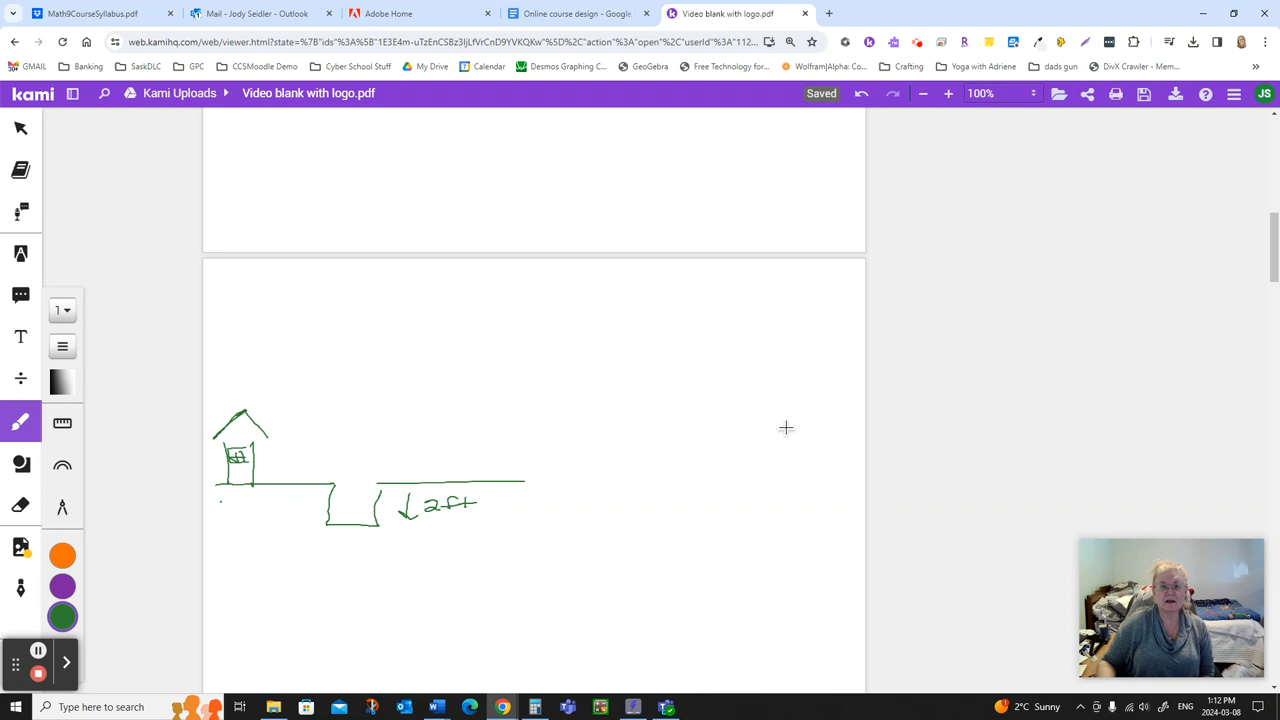 Math9CourseSyllabus.pdf
Mail - Jody Seidler - Outlook
Adobe Home
Online course design - Google
Video blank with logo.pdf
web.kamihq.com/web/viewer.html?state=%7B"ids"%3A%5B"1E3E4m-uTzEnCSBz3IjLfVrCnD9YVKQKw"%5D%2C"action"%3A"open"%2C"userId"%3A"112...
GMAIL
Banking
SaskDLC
GPC
CCSMoodle Demo
Cyber School Stuff
My Drive
Calendar
Desmos Graphing C...
GeoGebra
Free Technology for...
Wolfram|Alpha: Co...
Crafting
Yoga with Adriene
dads gun
DivX Crawler - Mem...
kami
Kami Uploads
Video blank with logo.pdf
Saved
100%
JS
T
1
2ft
Type here to search
2°C Sunny
ENG
1:12 PM
2024-03-08